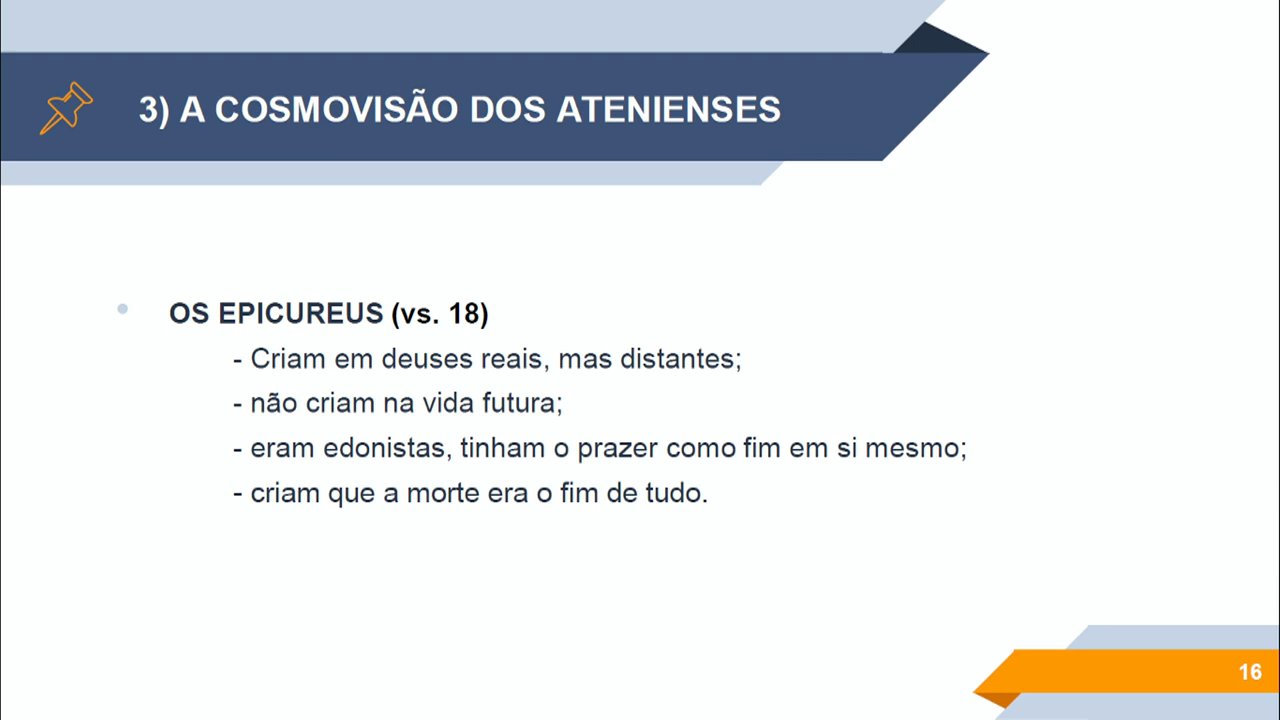 3) A COSMOVISÃO DOS ATENIENSES
• OS EPICUREUS (vs. 18)
- Criam em deuses reais, mas distantes;
- não criam na vida futura;
- eram edonistas, tinham o prazer como fim em si mesmo;
- criam que a morte era o fim de tudo.
16